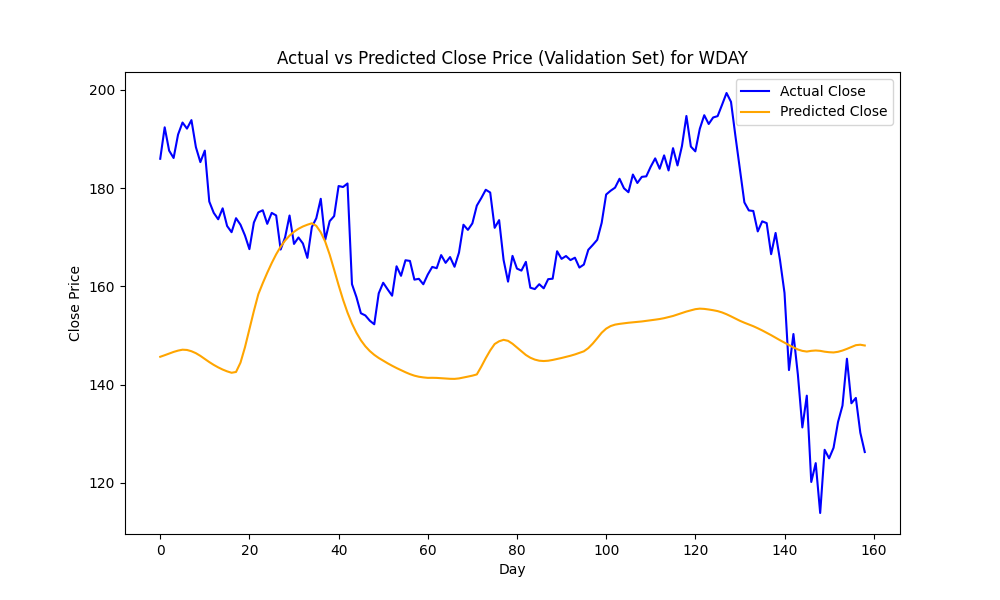 Actual vs Predicted Close Price (Validation Set) for WDAY
Actual Close
Predicted Close
Close Price
200
180
160
140
120
0 20 40 60 80 100 120 140 160
Day